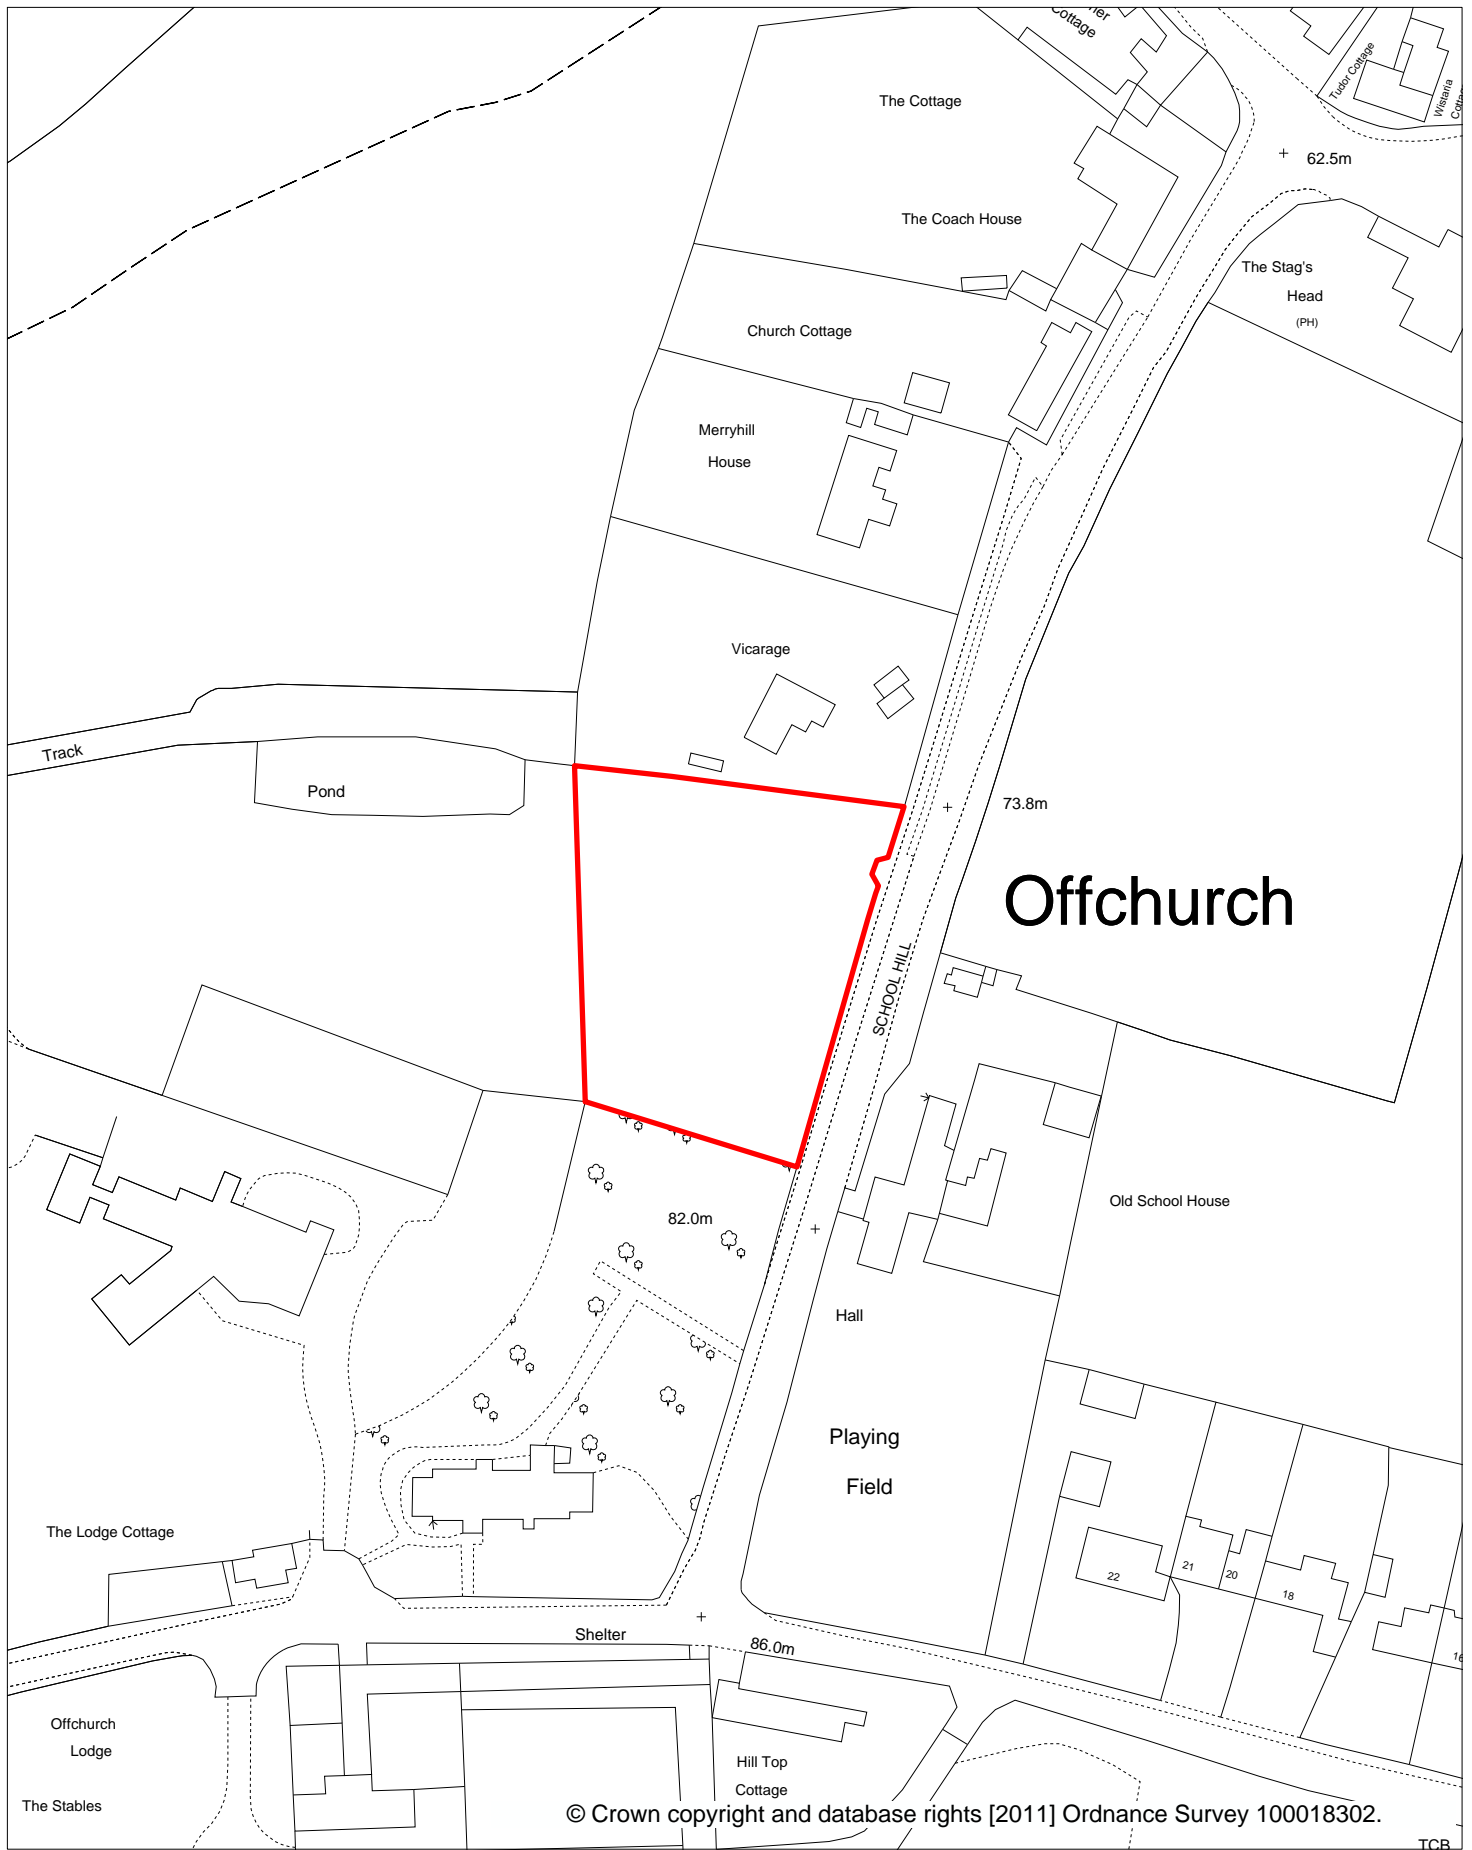 Cottage
Tudor Cottage
Wistaria
The Cottage
62.5m
The Coach House
The Stag's
Head
(PH)
Church Cottage
Merryhill
House
Vicarage
Track
Pond
73.8m
Offchurch
SCHOOL HILL
Old School House
82.0m
Hall
Playing
Field
The Lodge Cottage
22
21
20
18
16
Shelter
86.0m
Offchurch
Lodge
The Stables
Hill Top
Cottage
© Crown copyright and database rights [2011] Ordnance Survey 100018302.
TCB